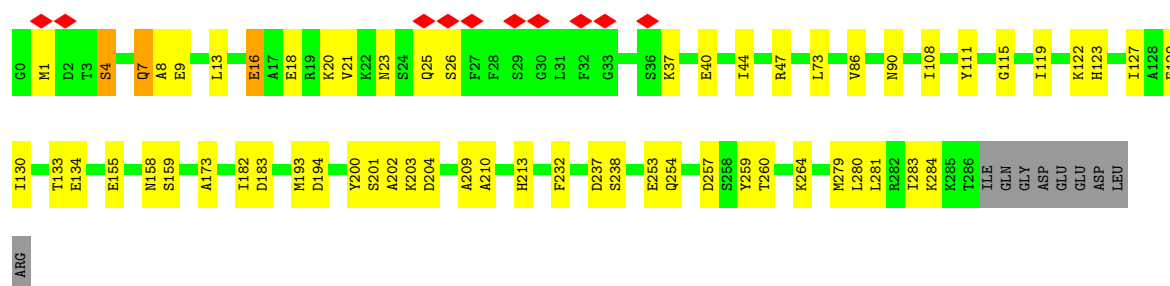 G0 M1 D2 T3 S4 Q7 A8 E9 L13 E16 A17 E18 R19 K20 V21 K22 N23 S24 Q25 S26 F27 F28 S29 G30 L31 F32 G33 S36 K37 E40 I44 R47 L73 V86 N90 I108 Y111 G115 I119 K122 H123 I127 A128
I130 T133 E134 E155 N158 S159 A173 I182 D183 M193 D194 Y200 S201 A202 K203 D204 A209 A210 H213 F232 D237 S238 E253 Q254 D257 S258 Y259 T260 K264 M279 L280 L281 R282 I283 K284 K285 T286 ILE GLN GLY ASP GLU GLU ASP LEU
ARG